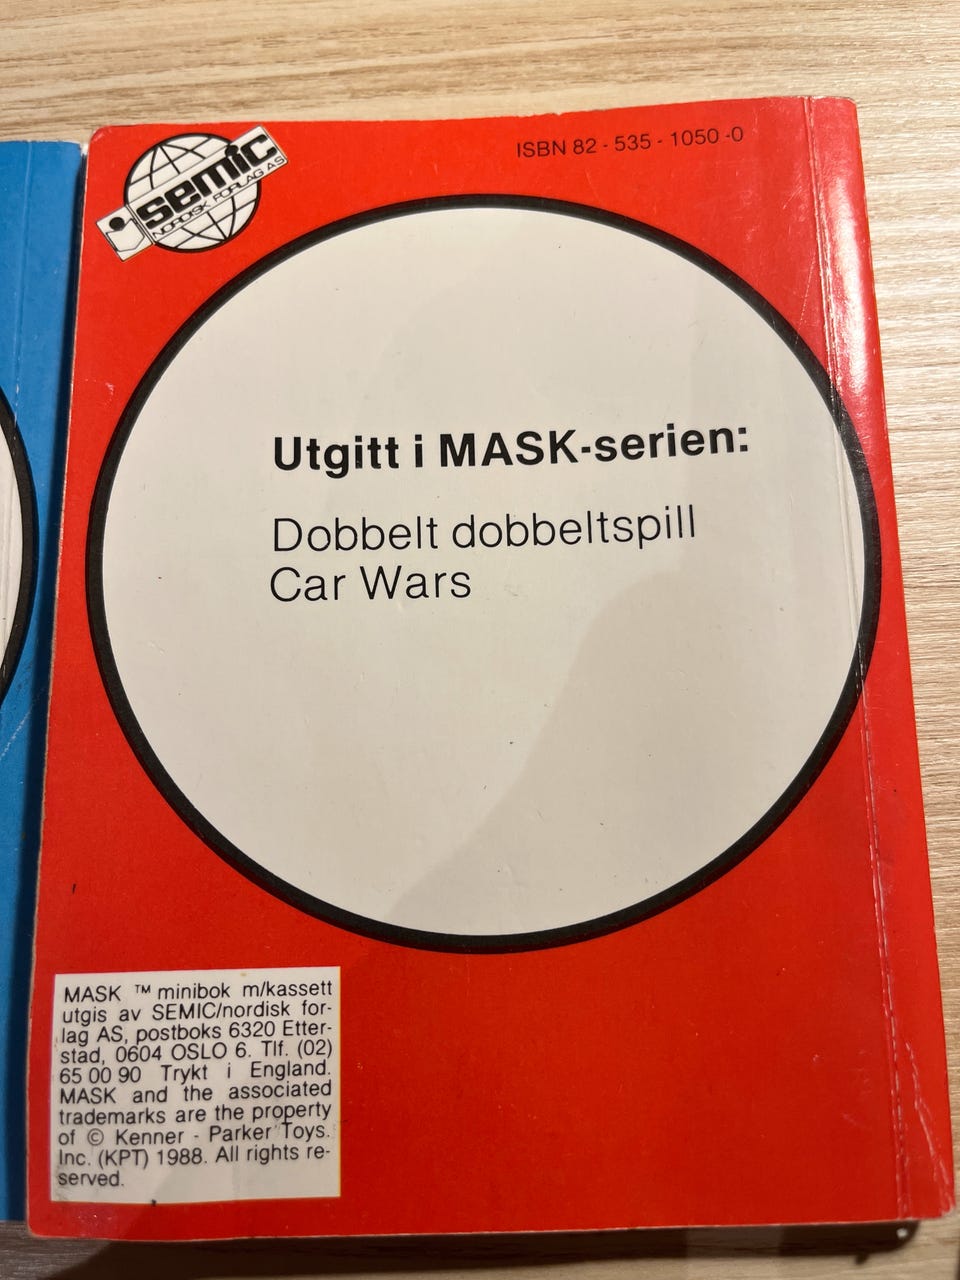 semic
NORDISK FORLAG AS
ISBN 82 - 535 - 1050 -0
Utgitt i MASK-serien:
Dobbelt dobbeltspill
Car Wars
MASK ™ minibok m/kassett
utgis av SEMIC/nordisk for-
lag AS, postboks 6320 Etter-
stad, 0604 OSLO 6. Tlf. (02)
65 00 90 Trykt i England.
MASK and the associated
trademarks are the property
of © Kenner - Parker Toys.
Inc. (KPT) 1988. All rights re-
served.